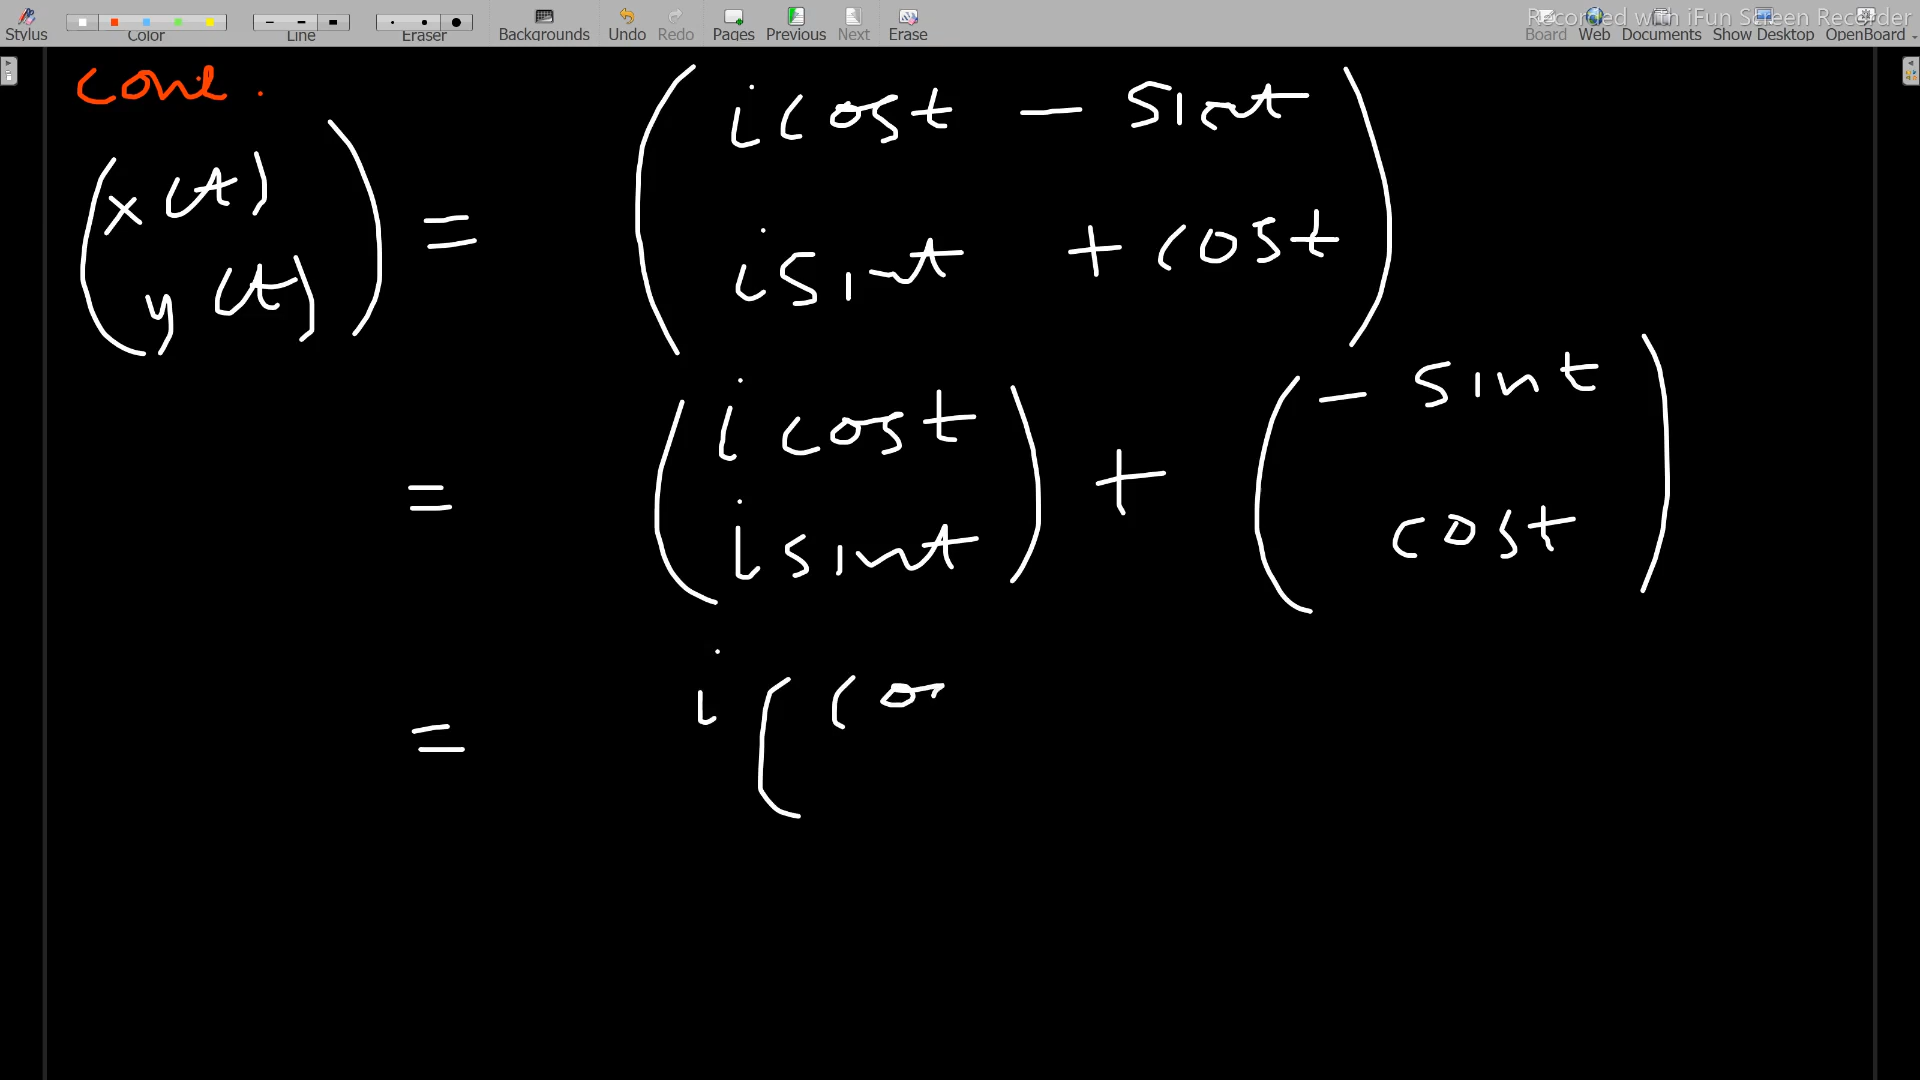 Recorded with iFun Screen Recorder
Stylus Color Line Eraser Backgrounds Undo Redo Pages Previous Next Erase Board Web Documents Show Desktop OpenBoard
cont.
( x(t) ) = ( i cost - sint )
( y(t) ) ( i sint + cost )
= ( i cost ) + ( - sint )
( i sint ) ( cost )
= i ( co